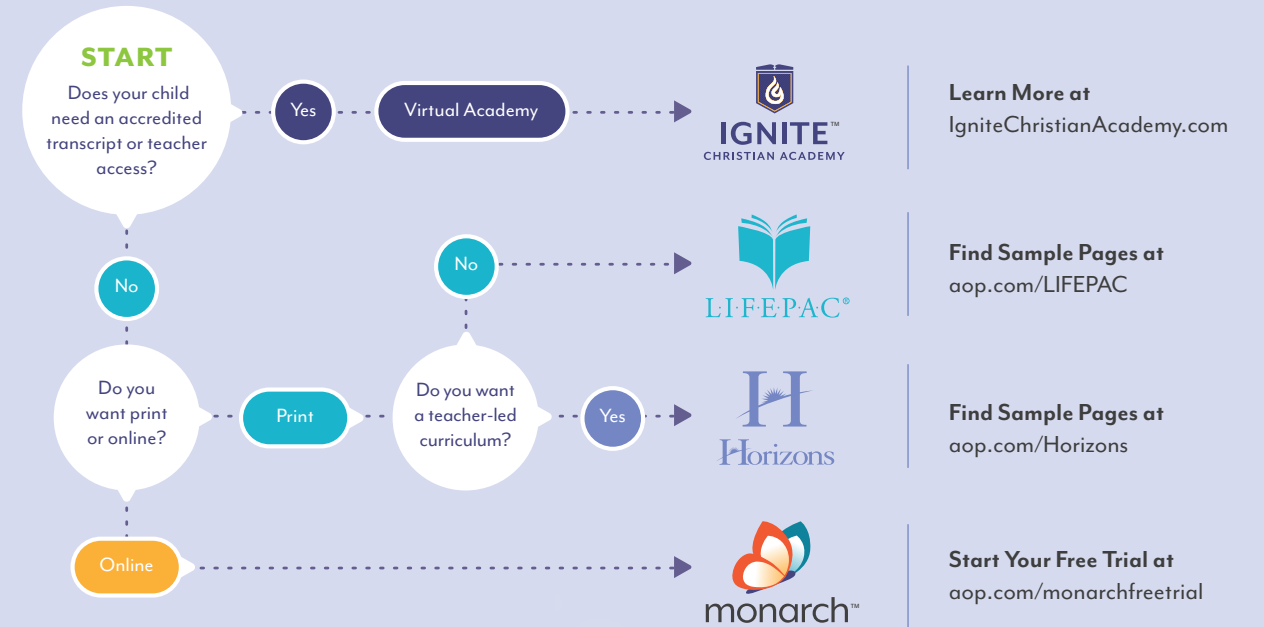 START
Does your child
need an accredited
transcript or teacher
access?
Yes
Virtual Academy
IGNITE™
CHRISTIAN ACADEMY
Learn More at
IgniteChristianAcademy.com
No
Do you
want print
or online?
Print
Do you want
a teacher-led
curriculum?
No
L·I·F·E·P·A·C®
Find Sample Pages at
aop.com/LIFEPAC
Yes
H
Horizons
Find Sample Pages at
aop.com/Horizons
Online
monarch™
Start Your Free Trial at
aop.com/monarchfreetrial